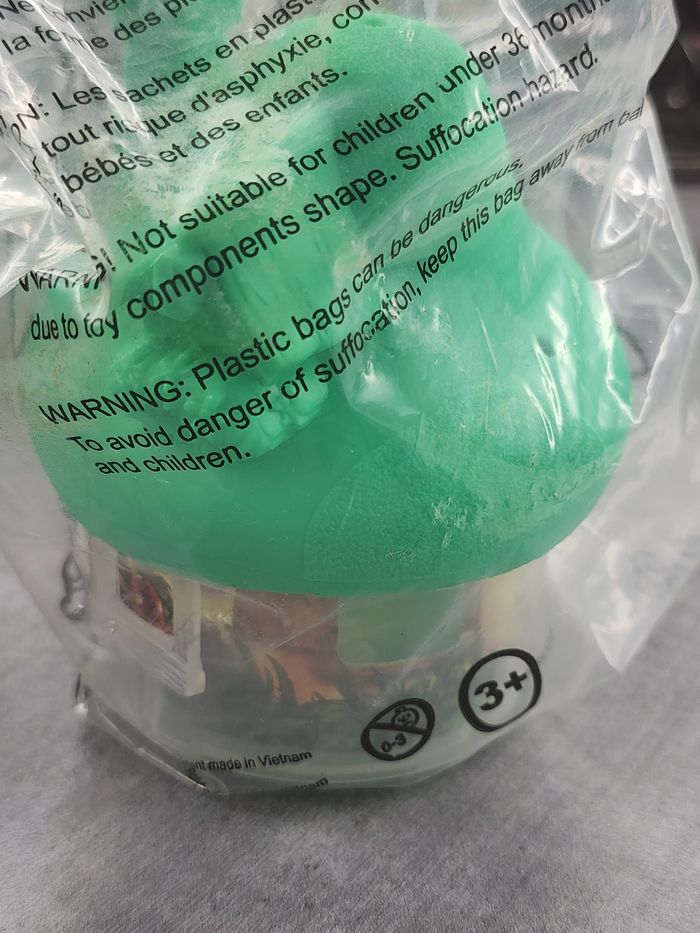 la forme des
N: Les sachets en plast
tout risque d'asphyxie, con
bébés et des enfants.
WARNING! Not suitable for children under 36 month
due to toy components shape. Suffocation hazard.
WARNING: Plastic bags can be dangerous.
To avoid danger of suffocation, keep this bag away from ba
and children.
3+
0-3
made in Vietnam